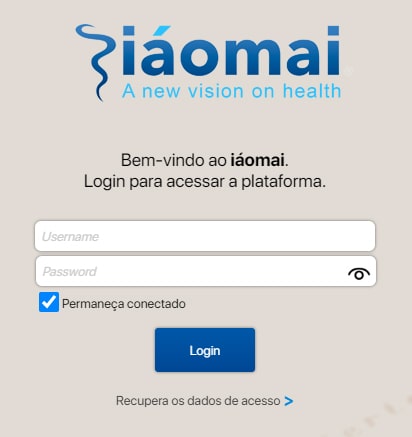 iáomai®
A new vision on health
Bem-vindo ao iáomai.
Login para acessar a plataforma.
Username
Password
Permaneça conectado
Login
Recupera os dados de acesso >